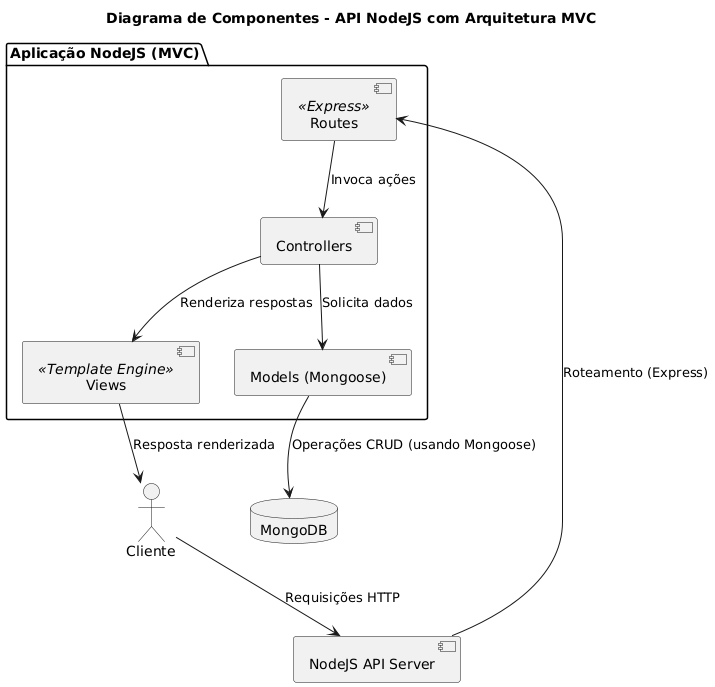 Diagrama de Componentes - API NodeJS com Arquitetura MVC
Aplicação NodeJS (MVC)
«Express»
Routes
Invoca ações
Controllers
Renderiza respostas
Solicita dados
«Template Engine»
Views
Models (Mongoose)
Roteamento (Express)
Resposta renderizada
Operações CRUD (usando Mongoose)
MongoDB
Cliente
Requisições HTTP
NodeJS API Server